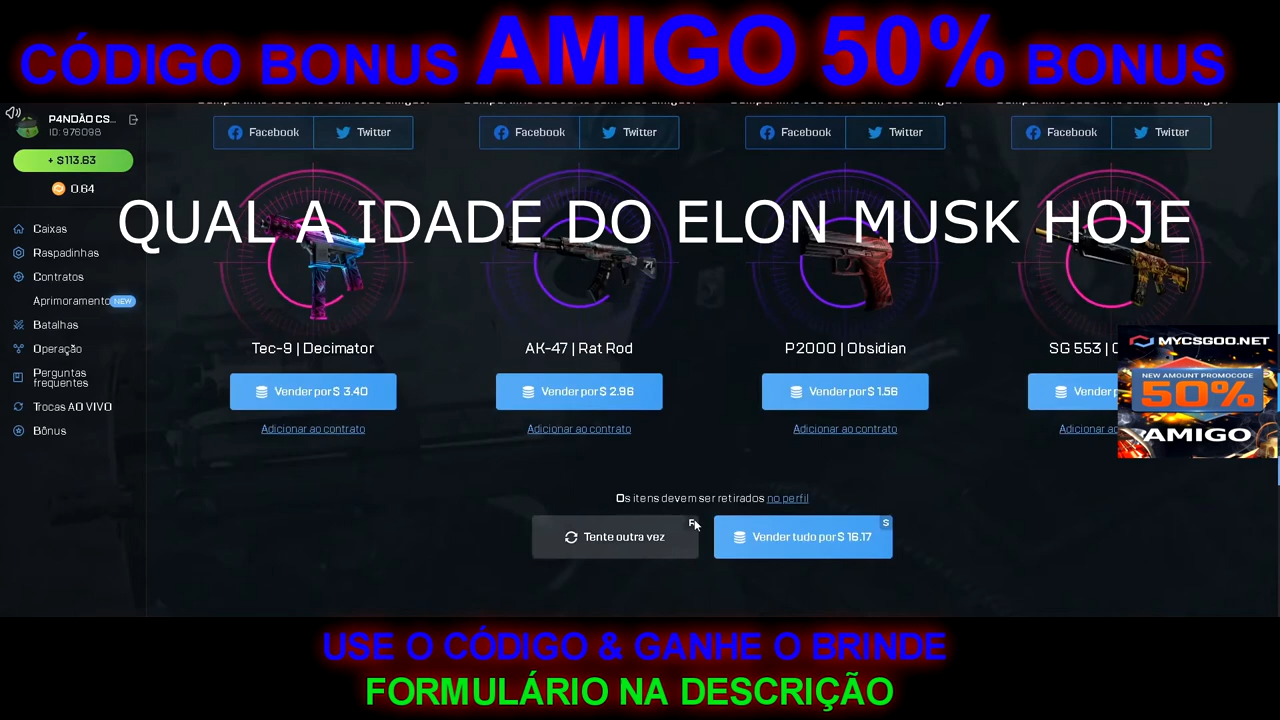 CÓDIGO BONUS AMIGO 50% BONUS
P4NDÃO CS...
ID: 976098
+ $113.63
0.64
Caixas
Raspadinhas
Contratos
Aprimoramento NEW
Batalhas
Operação
Perguntas
frequentes
Trocas AO VIVO
Bônus
Facebook Twitter Facebook Twitter Facebook Twitter Facebook Twitter
QUAL A IDADE DO ELON MUSK HOJE
Tec-9 | Decimator AK-47 | Rat Rod P2000 | Obsidian SG 553 |
Vender por $ 3.40 Vender por $ 2.96 Vender por $ 1.56 Vender
Adicionar ao contrato Adicionar ao contrato Adicionar ao contrato Adicionar ao
MYCSGOO.NET
NEW AMOUNT PROMOCODE
50%
AMIGO
Os itens devem ser retirados no perfil
Tente outra vez Vender tudo por $ 16.17 S
USE O CÓDIGO & GANHE O BRINDE
FORMULÁRIO NA DESCRIÇÃO